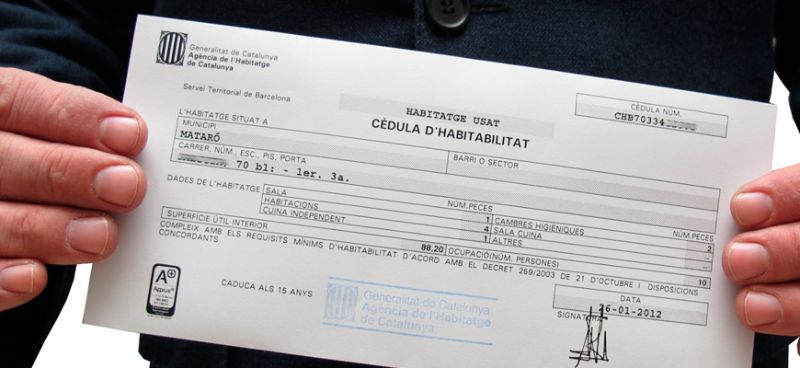 Generalitat de Catalunya
Agència de l'Habitatge
de Catalunya
Servei Territorial de Barcelona
HABITATGE USAT
CÈDULA D'HABITABILITAT
CÈDULA NÚM.
CHB70334
L'HABITATGE SITUAT A
MUNICIPI
MATARÓ
BARRI O SECTOR
CARRER, NÚM., ESC., PIS, PORTA
70 bl: - 1er. 3a.
DADES DE L'HABITATGE
NÚM.PECES
NÚM.PECES
SALA 1 CAMBRES HIGIÈNIQUES 2
HABITACIONS 4 SALA CUINA --
CUINA INDEPENDENT 1 ALTRES --
SUPERFÍCIE ÚTIL INTERIOR 88,20 OCUPACIÓ(NÚM. PERSONES) 10
COMPLEIX AMB ELS REQUISITS MÍNIMS D'HABITABILITAT D'ACORD AMB EL DECRET 259/2003 DE 21 D'OCTUBRE I DISPOSICIONS
CONCORDANTS
A+
Applus
CADUCA ALS 15 ANYS
Generalitat de Catalunya
Agència de l'Habitatge
de Catalunya
DATA
16-01-2012
SIGNATURA